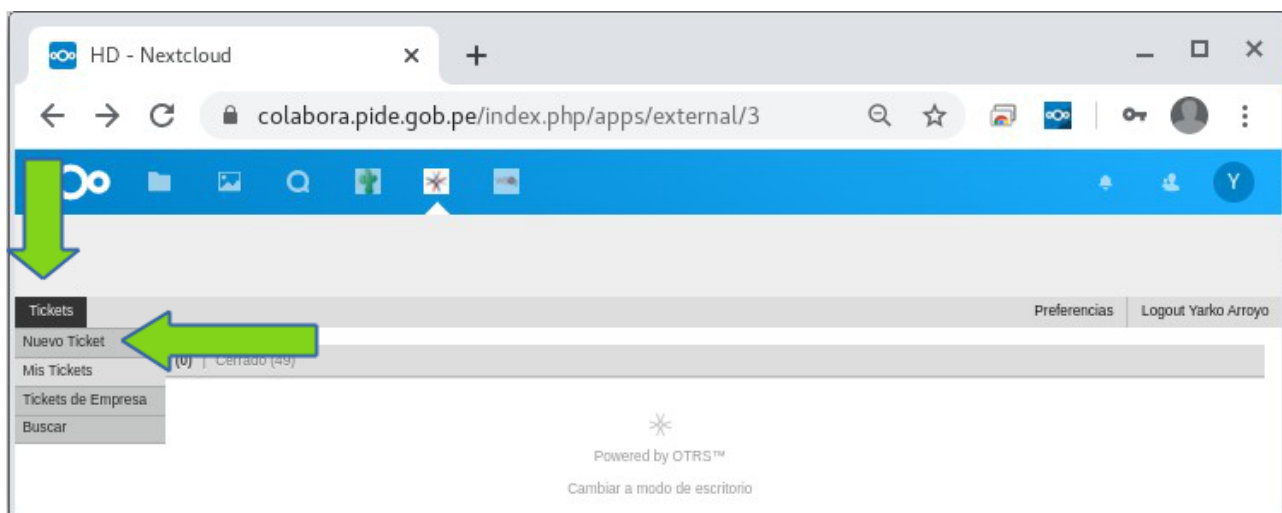 HD - Nextcloud
colabora.pide.gob.pe/index.php/apps/external/3
Y
Tickets
Preferencias
Logout Yarko Arroyo
Nuevo Ticket
Mis Tickets
(0) | Cerrado (49)
Tickets de Empresa
Buscar
Powered by OTRS™
Cambiar a modo de escritorio